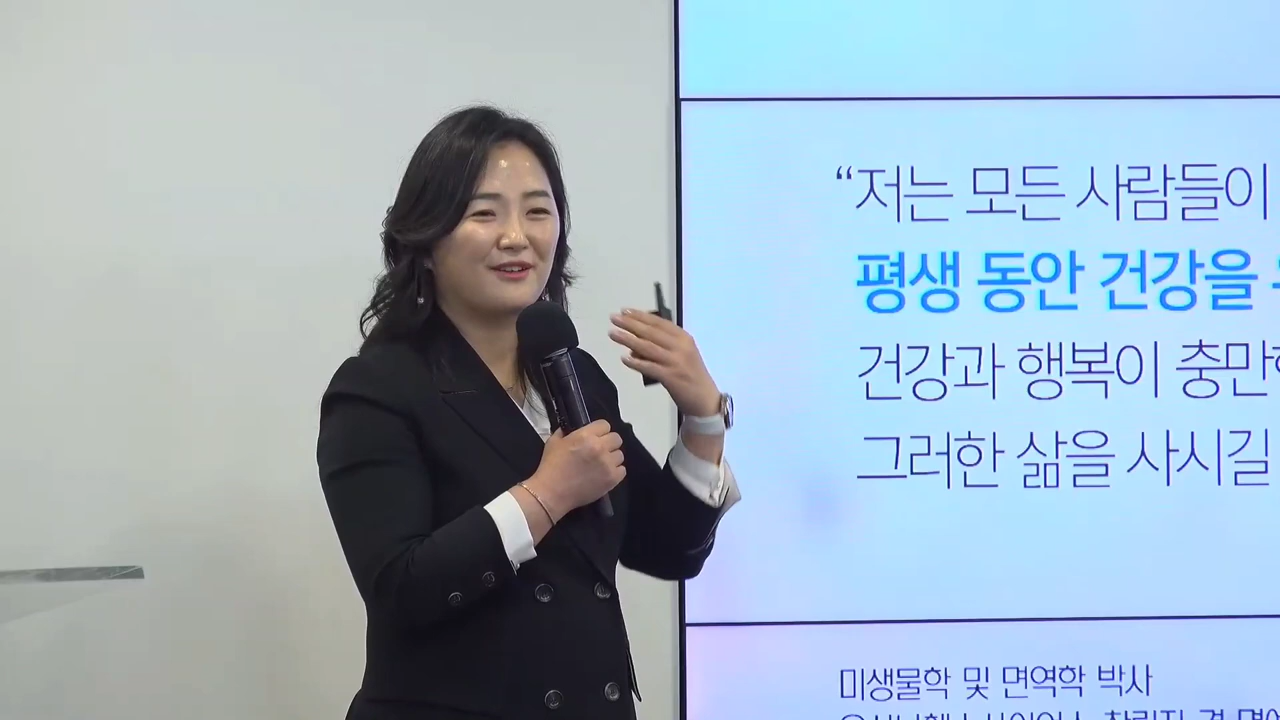 “저는 모든 사람들이
평생 동안 건강을
건강과 행복이 충만
그러한 삶을 사시길
미생물학 및 면역학 박사